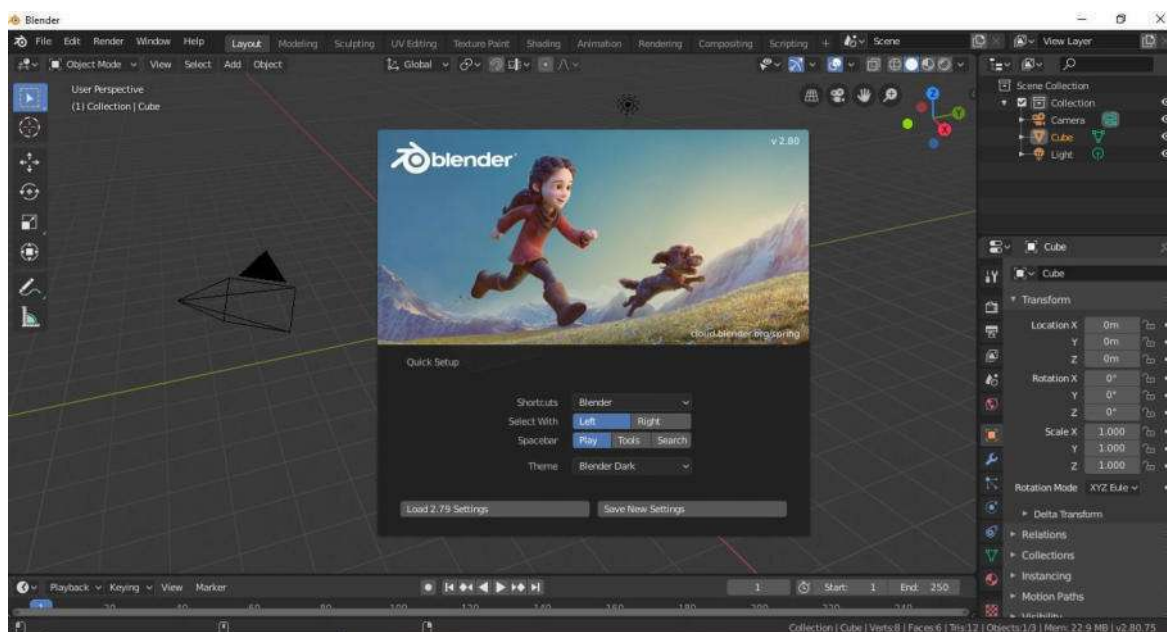 Blender
File Edit Render Window Help Layout Modeling Sculpting UV Editing Texture Paint Shading Animation Rendering Compositing Scripting + Scene View Layer
Object Mode View Select Add Object Global
User Perspective
(1) Collection | Cube
Scene Collection
Collection
Camera
Cube
Light
blender
v 2.80
cloud.blender.org/spring
Quick Setup
Shortcuts Blender
Select With Left Right
Spacebar Play Tools Search
Theme Blender Dark
Load 2.79 Settings Save New Settings
Cube
Cube
Transform
Location X 0m
Y 0m
Z 0m
Rotation X 0°
Y 0°
Z 0°
Scale X 1.000
Y 1.000
Z 1.000
Rotation Mode XYZ Eule
Delta Transform
Relations
Collections
Instancing
Motion Paths
Visibility
Playback Keying View Marker 1 Start: 1 End: 250
Collection | Cube | Verts:8 | Faces:6 | Tris:12 | Objects:1/3 | Mem: 22.9 MB | v2.80.75